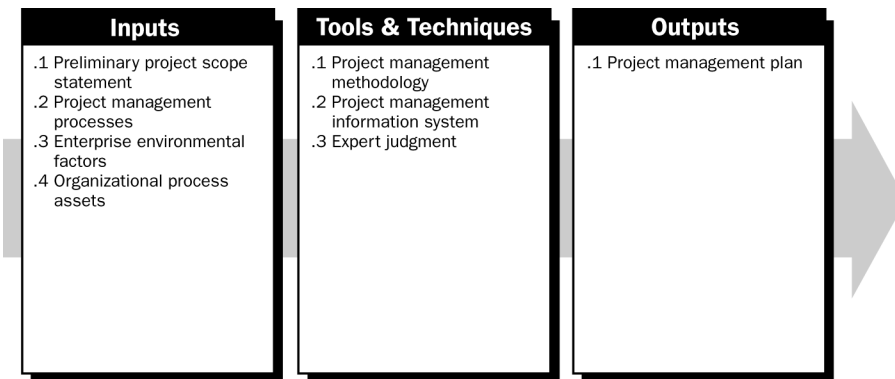 Inputs
.1 Preliminary project scope
statement
.2 Project management
processes
.3 Enterprise environmental
factors
.4 Organizational process
assets
Tools & Techniques
.1 Project management
methodology
.2 Project management
information system
.3 Expert judgment
Outputs
.1 Project management plan